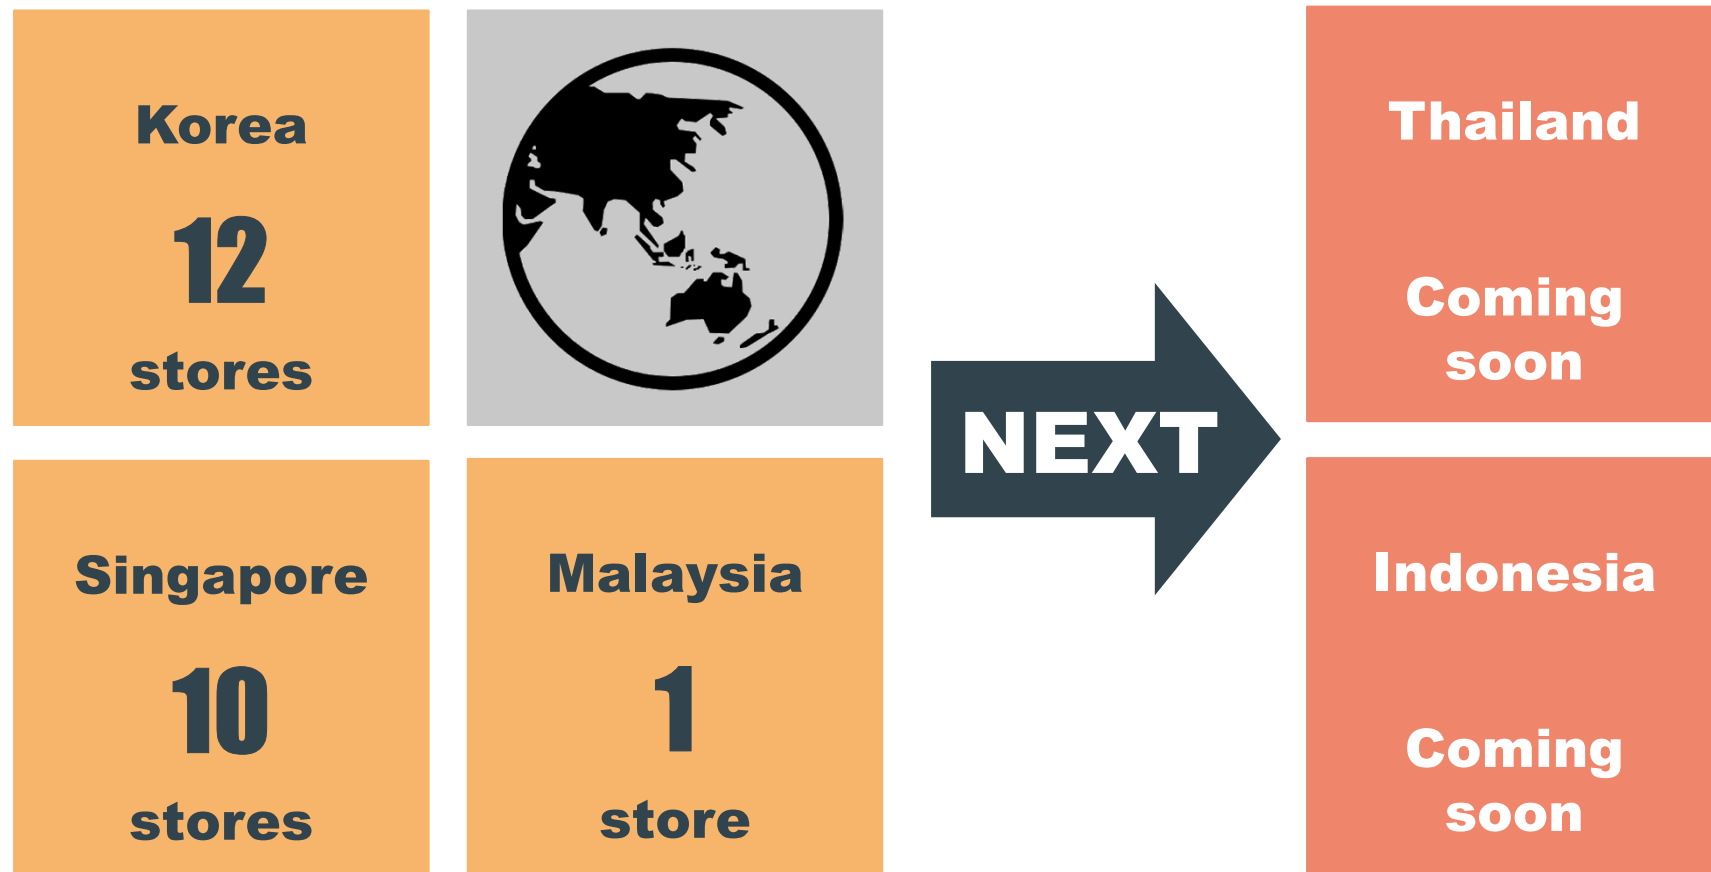 Korea
12
stores
Singapore
10
stores
Malaysia
1
store
NEXT
Thailand
Coming
soon
Indonesia
Coming
soon